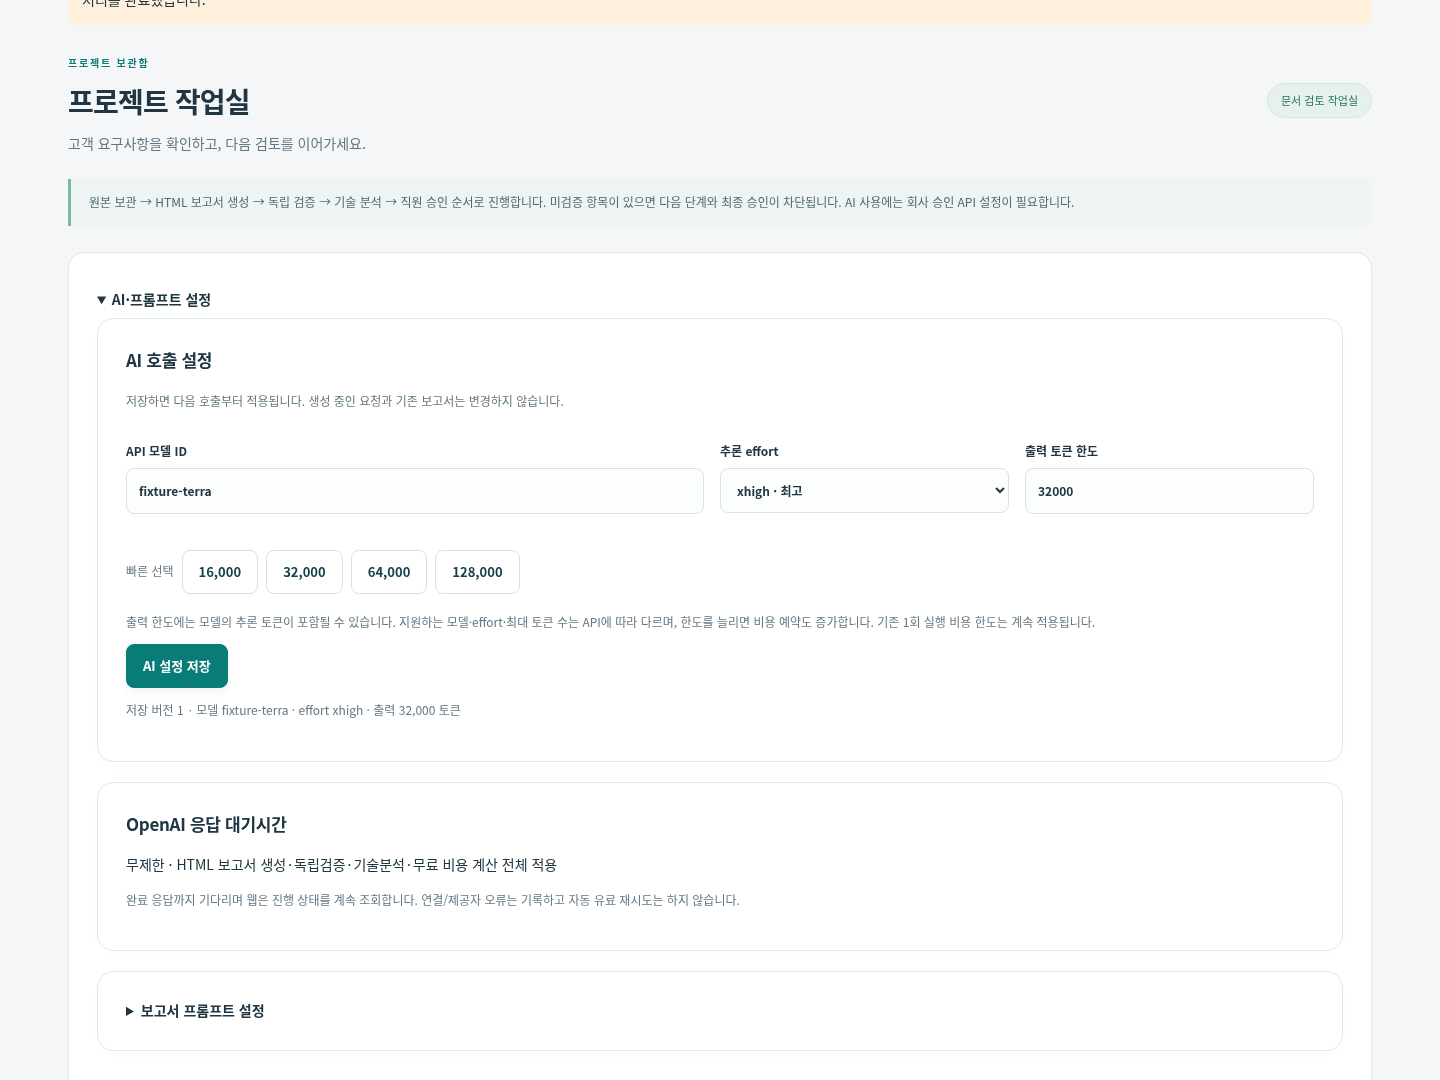 처리를 완료했습니다.
프로젝트 보관함
프로젝트 작업실
문서 검토 작업실
고객 요구사항을 확인하고, 다음 검토를 이어가세요.
원본 보관 → HTML 보고서 생성 → 독립 검증 → 기술 분석 → 직원 승인 순서로 진행합니다. 미검증 항목이 있으면 다음 단계와 최종 승인이 차단됩니다. AI 사용에는 회사 승인 API 설정이 필요합니다.
▼ AI·프롬프트 설정
AI 호출 설정
저장하면 다음 호출부터 적용됩니다. 생성 중인 요청과 기존 보고서는 변경하지 않습니다.
API 모델 ID
추론 effort
출력 토큰 한도
fixture-terra
xhigh · 최고
32000
빠른 선택
16,000
32,000
64,000
128,000
출력 한도에는 모델의 추론 토큰이 포함될 수 있습니다. 지원하는 모델·effort·최대 토큰 수는 API에 따라 다르며, 한도를 늘리면 비용 예약도 증가합니다. 기존 1회 실행 비용 한도는 계속 적용됩니다.
AI 설정 저장
저장 버전 1 · 모델 fixture-terra · effort xhigh · 출력 32,000 토큰
OpenAI 응답 대기시간
무제한 · HTML 보고서 생성·독립검증·기술분석·무료 비용 계산 전체 적용
완료 응답까지 기다리며 웹은 진행 상태를 계속 조회합니다. 연결/제공자 오류는 기록하고 자동 유료 재시도는 하지 않습니다.
▶ 보고서 프롬프트 설정